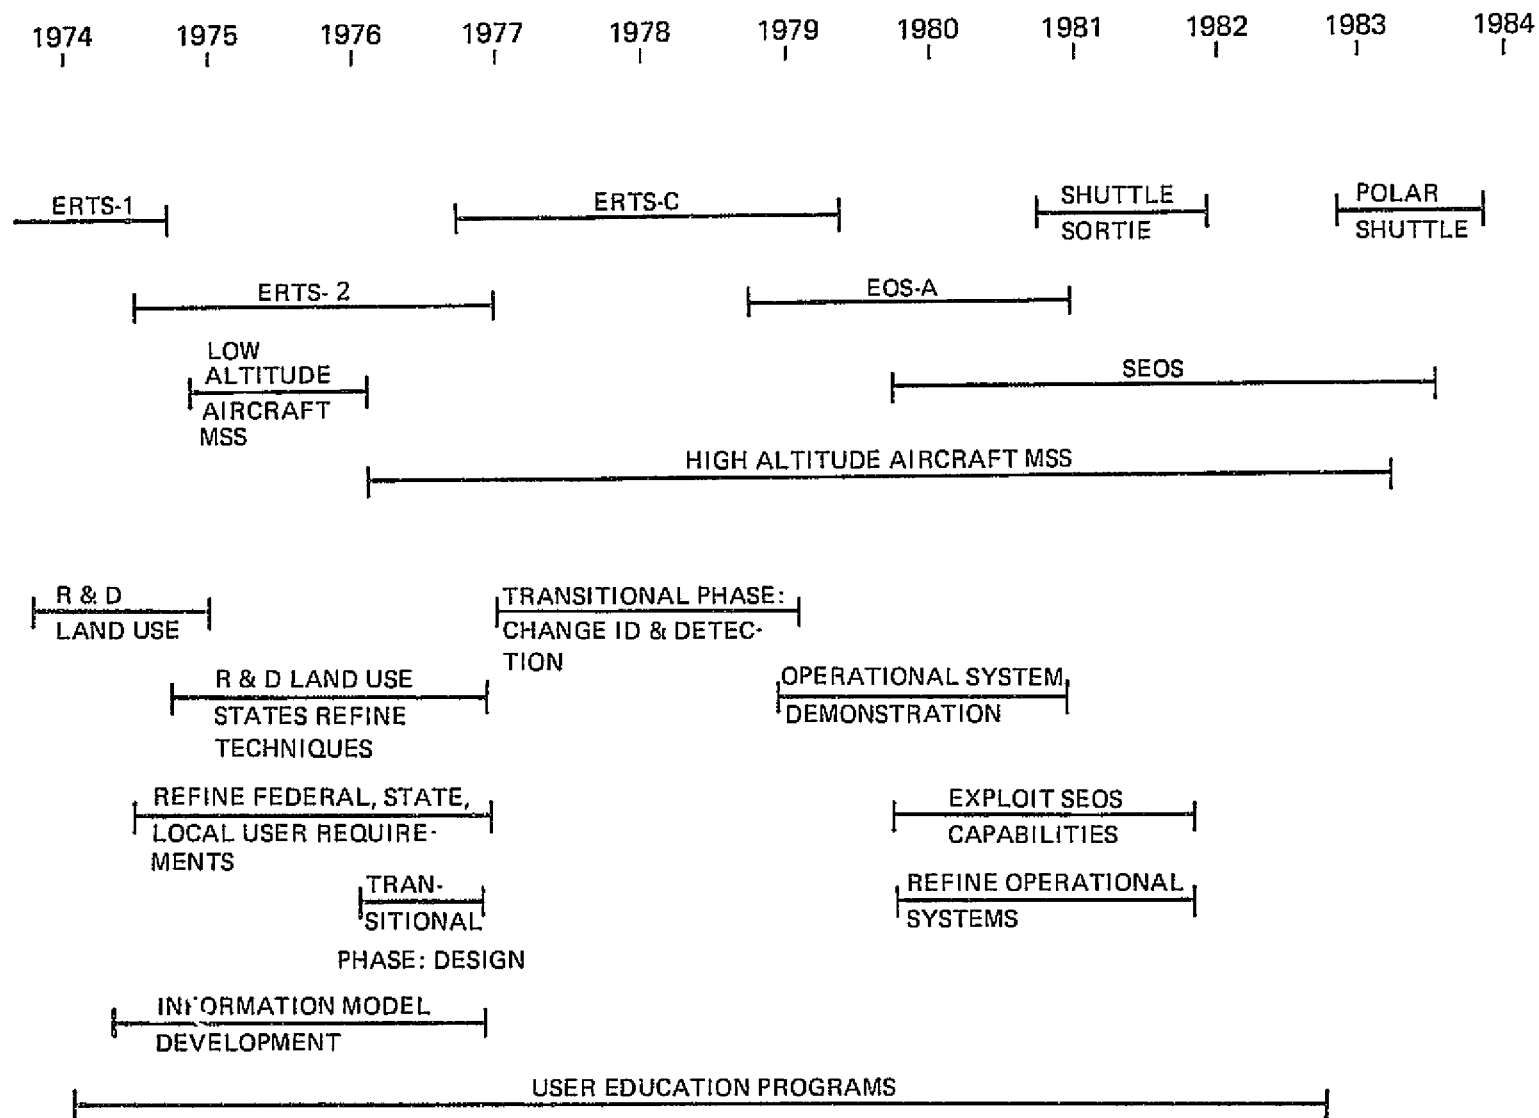 1974 1975 1976 1977 1978 1979 1980 1981 1982 1983 1984
ERTS-1
ERTS-C
SHUTTLE
SORTIE
POLAR
SHUTTLE
ERTS- 2
EOS-A
LOW
ALTITUDE
AIRCRAFT
MSS
SEOS
HIGH ALTITUDE AIRCRAFT MSS
R & D
LAND USE
TRANSITIONAL PHASE:
CHANGE ID & DETEC-
TION
R & D LAND USE
STATES REFINE
TECHNIQUES
OPERATIONAL SYSTEM
DEMONSTRATION
REFINE FEDERAL, STATE,
LOCAL USER REQUIRE-
MENTS
EXPLOIT SEOS
CAPABILITIES
TRAN-
SITIONAL
PHASE: DESIGN
REFINE OPERATIONAL
SYSTEMS
INFORMATION MODEL
DEVELOPMENT
USER EDUCATION PROGRAMS